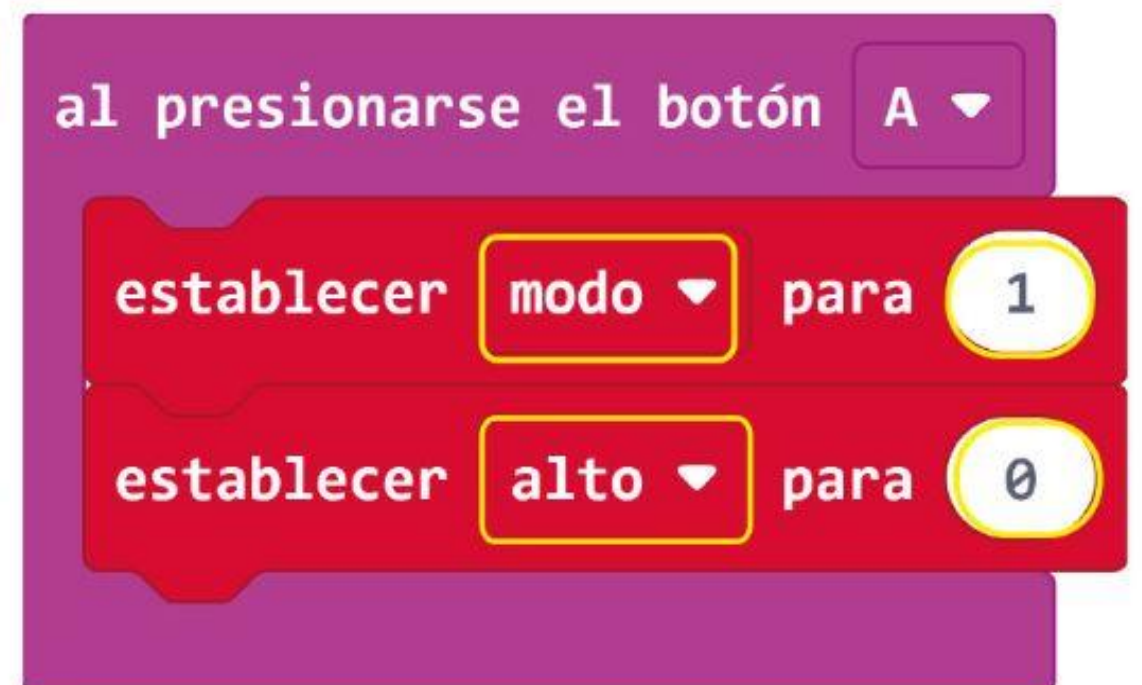 al presionarse el botón A
establecer modo para 1
establecer alto para 0